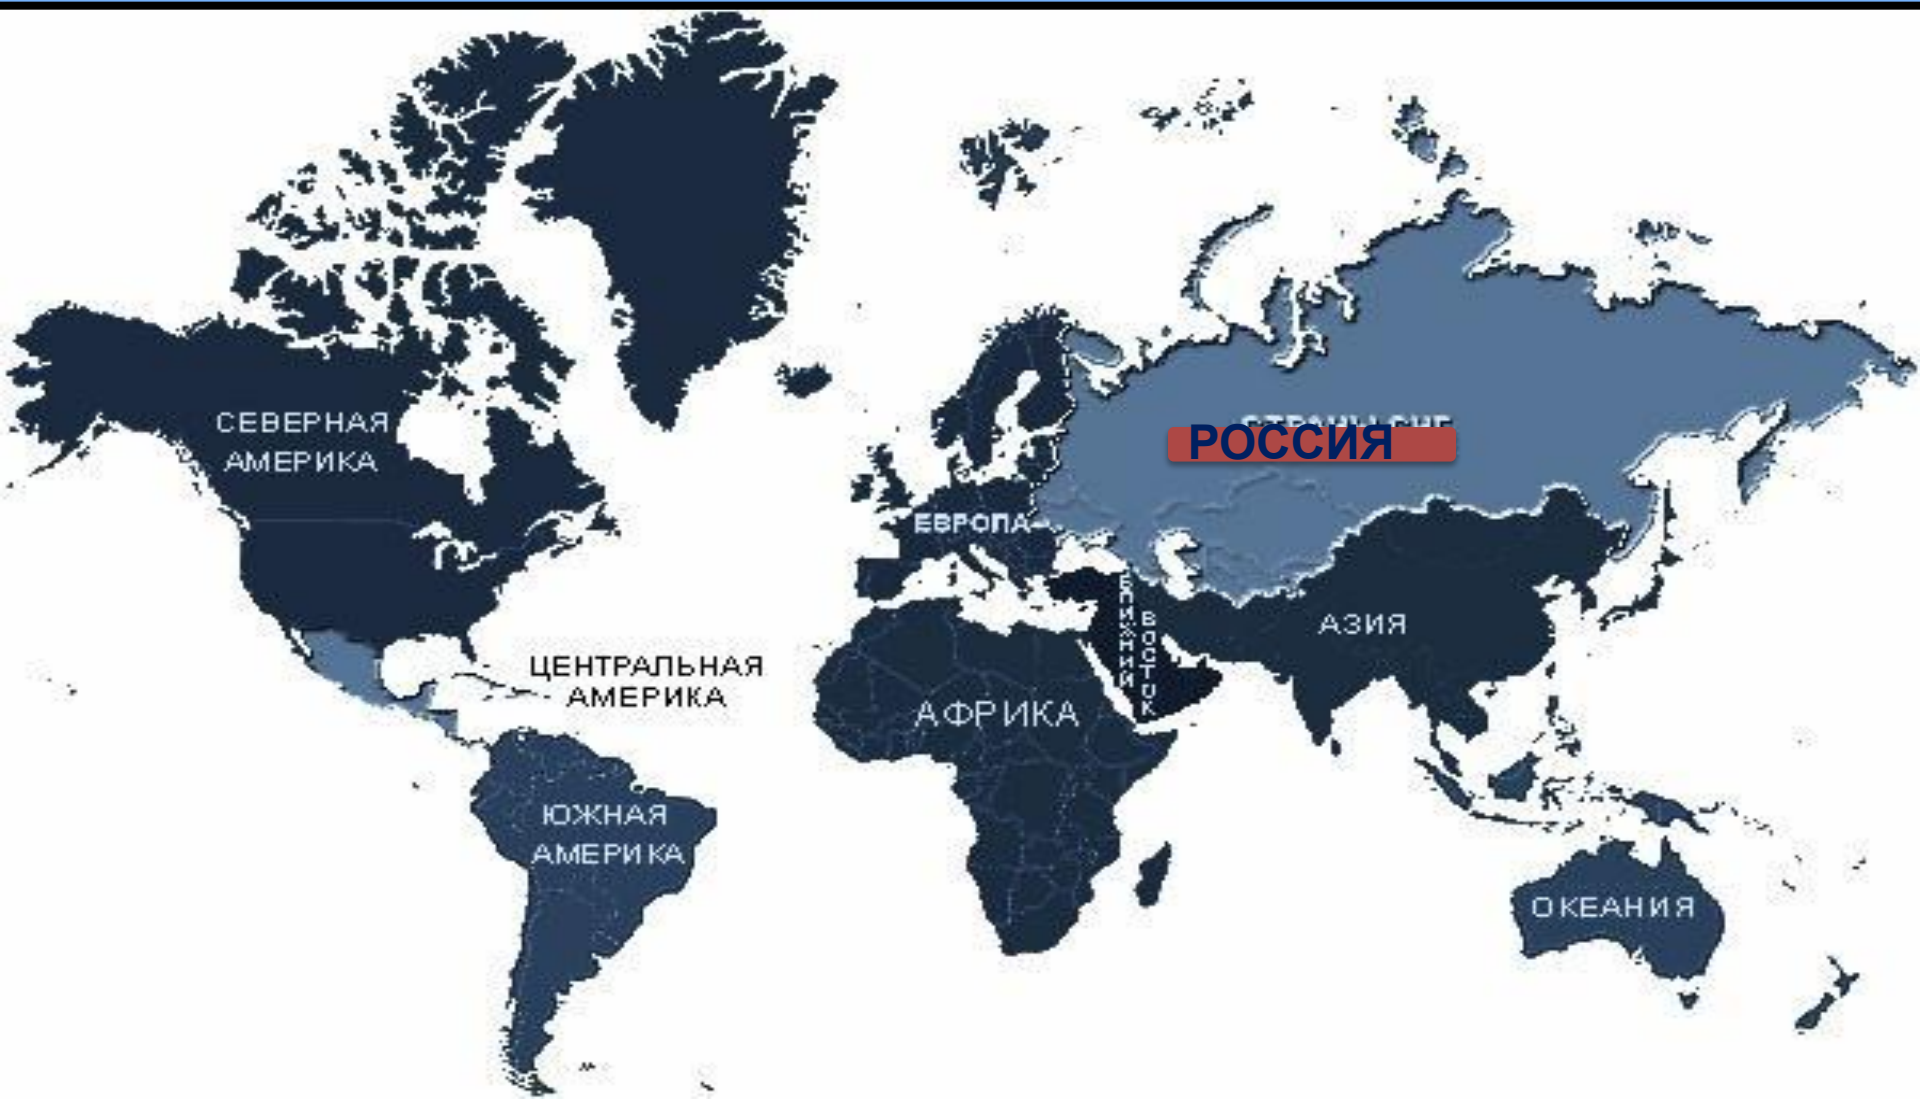 СЕВЕРНАЯ
АМЕРИКА
РОССИЯ
ЕВРОПА
БЛИЖНИЙ
ВОСТОК
АЗИЯ
ЦЕНТРАЛЬНАЯ
АМЕРИКА
АФРИКА
ЮЖНАЯ
АМЕРИКА
ОКЕАНИЯ